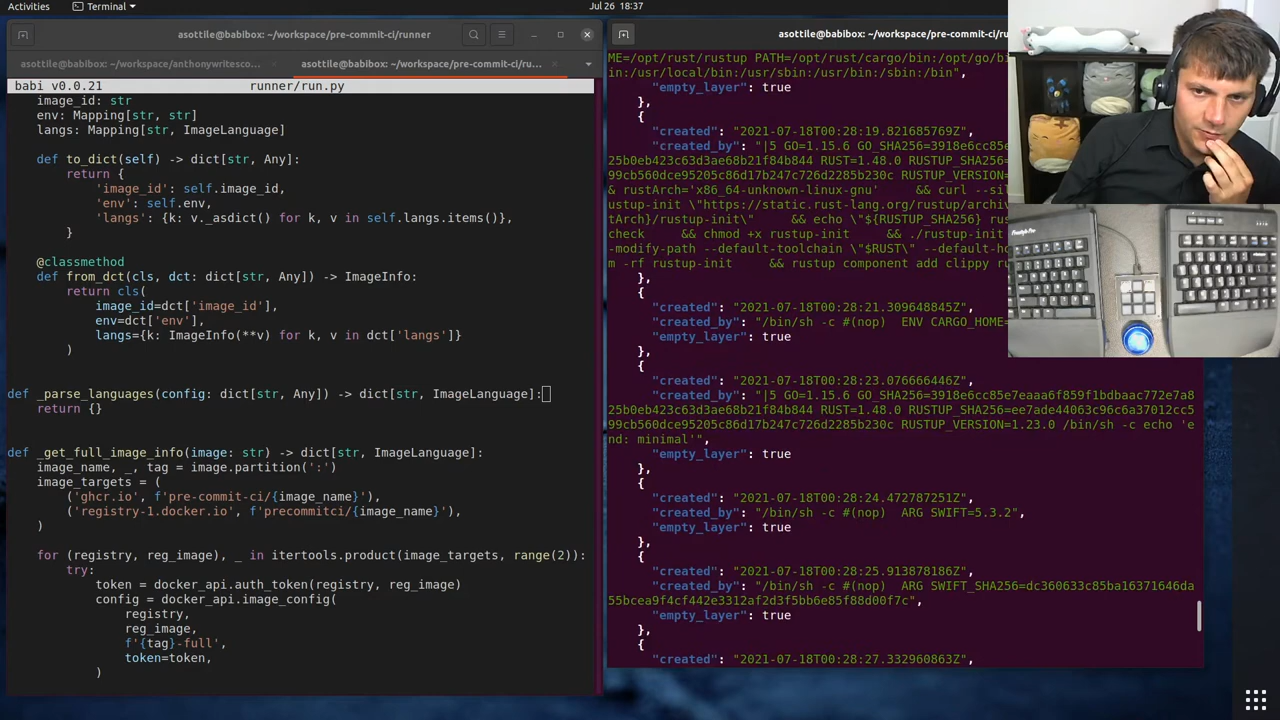 Activities
Terminal
Jul 26 18:37
asottile@babibox: ~/workspace/pre-commit-ci/runner
asottile@babibox: ~/workspace/anthonywritesco...
asottile@babibox: ~/workspace/pre-commit-ci/ru...
babi v0.0.21 runner/run.py
image_id: str
env: Mapping[str, str]
langs: Mapping[str, ImageLanguage]
def to_dict(self) -> dict[str, Any]:
return {
'image_id': self.image_id,
'env': self.env,
'langs': {k: v._asdict() for k, v in self.langs.items()},
}
@classmethod
def from_dct(cls, dct: dict[str, Any]) -> ImageInfo:
return cls(
image_id=dct['image_id'],
env=dct['env'],
langs={k: ImageInfo(**v) for k, v in dct['langs']}
)
def _parse_languages(config: dict[str, Any]) -> dict[str, ImageLanguage]:
return {}
def _get_full_image_info(image: str) -> dict[str, ImageLanguage]:
image_name, _, tag = image.partition(':')
image_targets = (
('ghcr.io', f'pre-commit-ci/{image_name}'),
('registry-1.docker.io', f'precommitci/{image_name}'),
)
for (registry, reg_image), _ in itertools.product(image_targets, range(2)):
try:
token = docker_api.auth_token(registry, reg_image)
config = docker_api.image_config(
registry,
reg_image,
f'{tag}-full',
token=token,
)
asottile@babibox: ~/workspace/pre-commit-ci/ru
ME=/opt/rust/rustup PATH=/opt/rust/cargo/bin:/opt/go/bi
in:/usr/local/bin:/usr/sbin:/usr/bin:/sbin:/bin",
"empty_layer": true
},
{
"created": "2021-07-18T00:28:19.821685769Z",
"created_by": "|5 GO=1.15.6 GO_SHA256=3918e6cc85e
25b0eb423c63d3ae68b21f84b844 RUST=1.48.0 RUSTUP_SHA256=
99cb560dce95205c86d17b247c726d2285b230c RUSTUP_VERSION=
& rustArch='x86_64-unknown-linux-gnu' && curl --sil
ustup-init \"https://static.rust-lang.org/rustup/archiv
tArch}/rustup-init\" && echo \"${RUSTUP_SHA256} rus
check && chmod +x rustup-init && ./rustup-init
-modify-path --default-toolchain \"$RUST\" --default-ho
m -rf rustup-init && rustup component add clippy ru
},
{
"created": "2021-07-18T00:28:21.309648845Z",
"created_by": "/bin/sh -c #(nop) ENV CARGO_HOME=
"empty_layer": true
},
{
"created": "2021-07-18T00:28:23.076666446Z",
"created_by": "|5 GO=1.15.6 GO_SHA256=3918e6cc85e7eaaa6f859f1bdbaac772e7a8
25b0eb423c63d3ae68b21f84b844 RUST=1.48.0 RUSTUP_SHA256=ee7ade44063c96c6a37012cc5
99cb560dce95205c86d17b247c726d2285b230c RUSTUP_VERSION=1.23.0 /bin/sh -c echo 'e
nd: minimal'",
"empty_layer": true
},
{
"created": "2021-07-18T00:28:24.472787251Z",
"created_by": "/bin/sh -c #(nop) ARG SWIFT=5.3.2",
"empty_layer": true
},
{
"created": "2021-07-18T00:28:25.913878186Z",
"created_by": "/bin/sh -c #(nop) ARG SWIFT_SHA256=dc360633c85ba16371646da
55bcea9f4cf442e3312af2d3f5bb6e85f88d00f7c",
"empty_layer": true
},
{
"created": "2021-07-18T00:28:27.332960863Z",